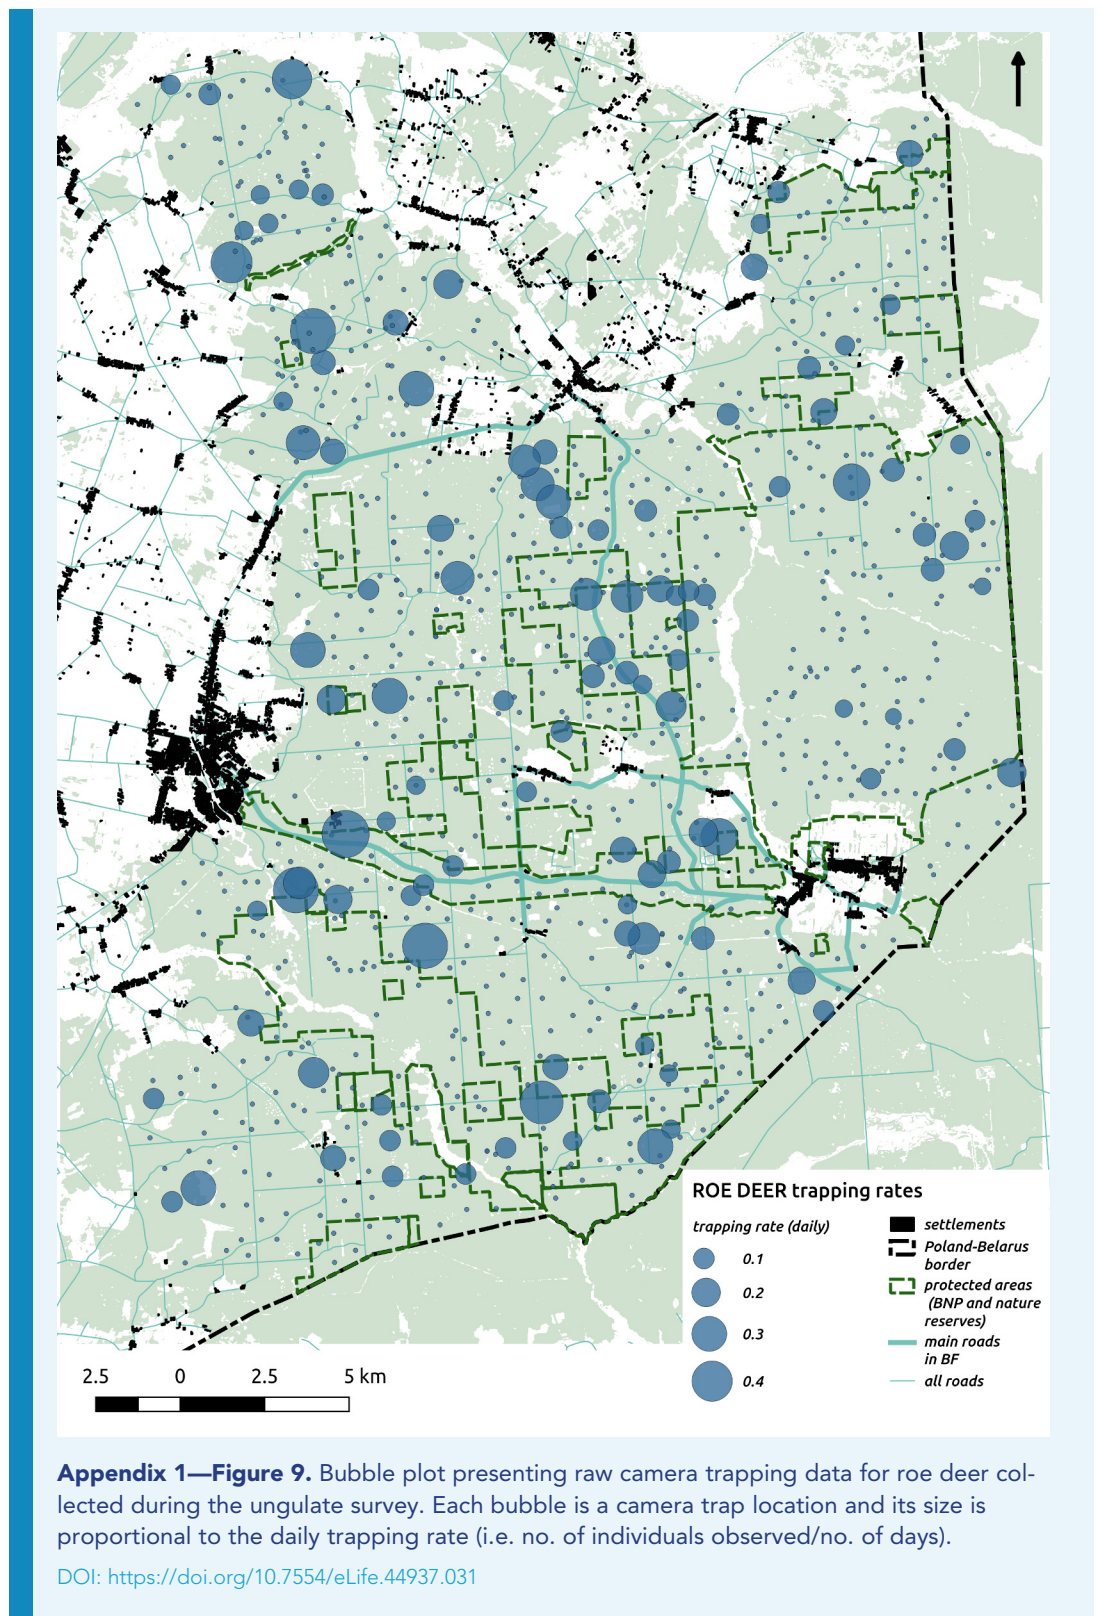 ROE DEER trapping rates
trapping rate (daily)
0.1
0.2
0.3
0.4
settlements
Poland-Belarus
border
protected areas
(BNP and nature
reserves)
main roads
in BF
all roads
2.5 0 2.5 5 km
Appendix 1—Figure 9. Bubble plot presenting raw camera trapping data for roe deer col-
lected during the ungulate survey. Each bubble is a camera trap location and its size is
proportional to the daily trapping rate (i.e. no. of individuals observed/no. of days).
DOI: https://doi.org/10.7554/eLife.44937.031